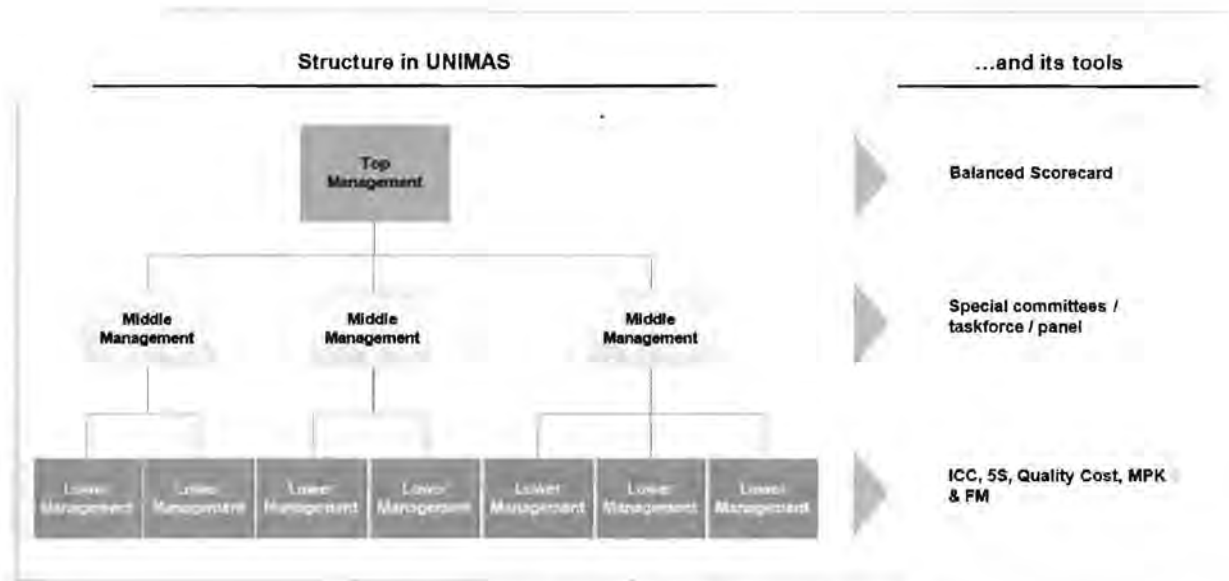 Structure in UNIMAS
...and its tools
Top
Management
Balanced Scorecard
Middle
Management
Middle
Management
Middle
Management
Special committees /
taskforce / panel
Lower
Management
Lower
Management
Lower
Management
Lower
Management
Lower
Management
Lower
Management
Lower
Management
ICC, 5S, Quality Cost, MPK
& FM